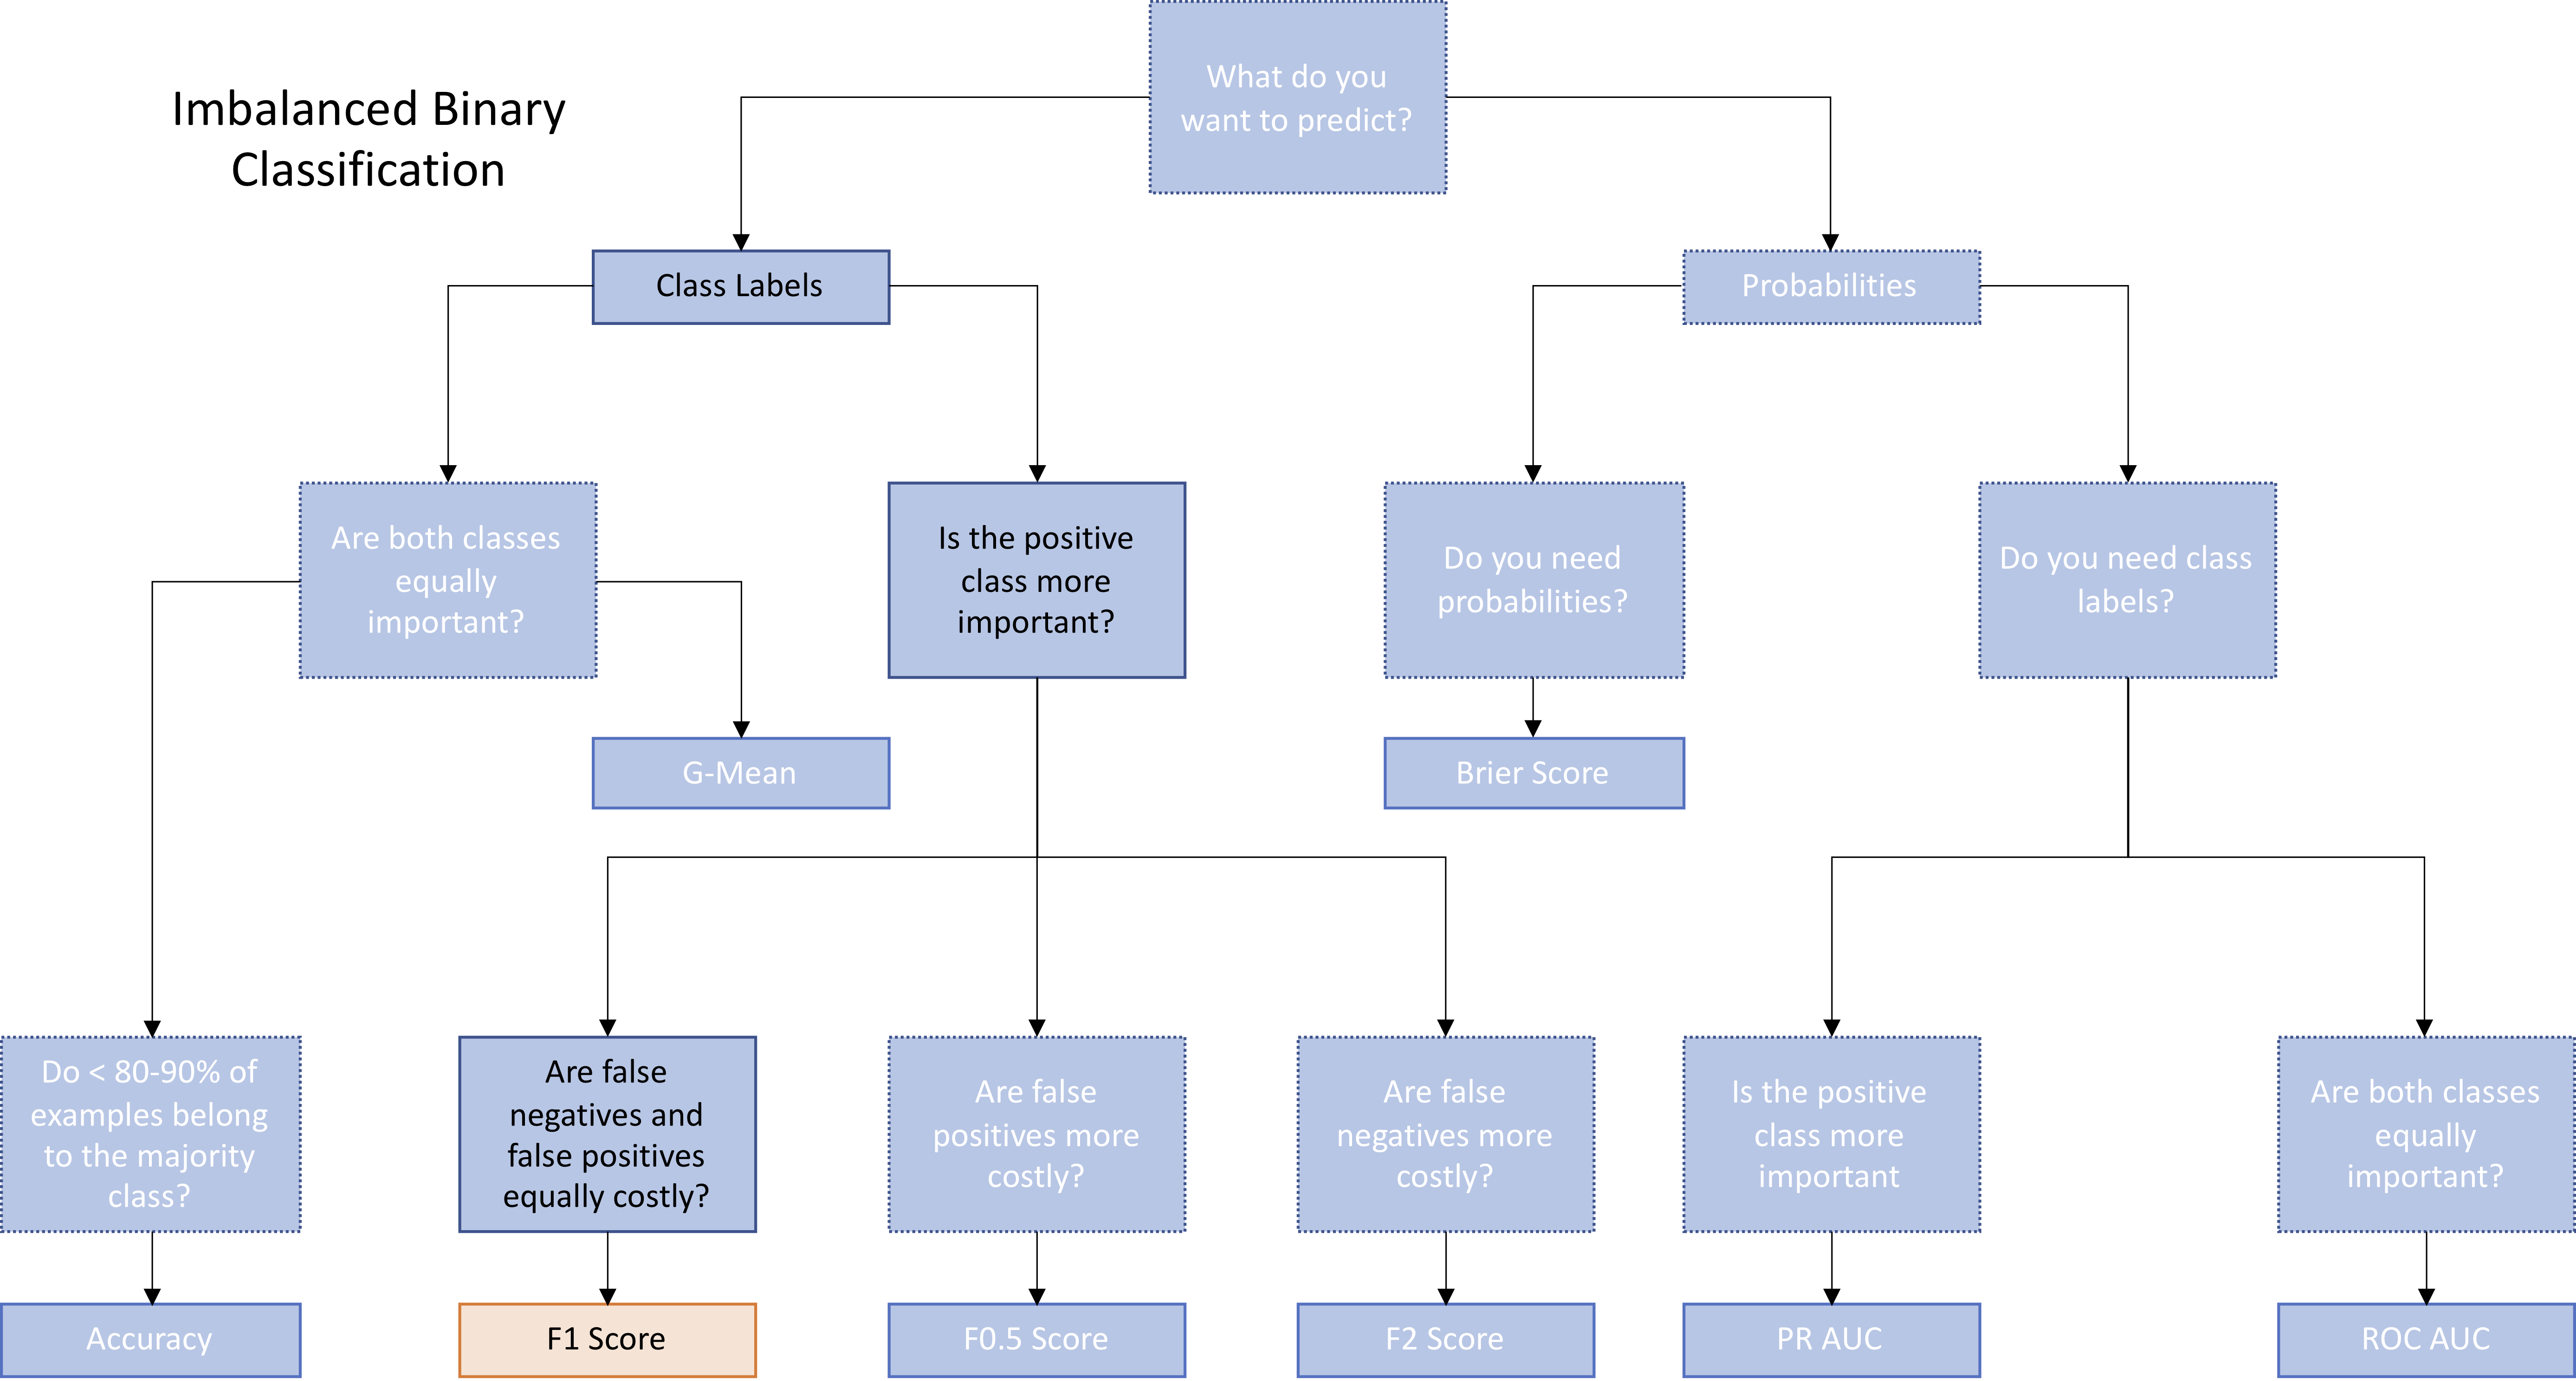 What do you
want to predict?
Imbalanced Binary
Classification
Class Labels
Probabilities
Are both classes
equally
important?
Is the positive
class more
important?
Do you need
probabilities?
Do you need class
labels?
G-Mean
Brier Score
Do < 80-90% of
examples belong
to the majority
class?
Are false
negatives and
false positives
equally costly?
Are false
positives more
costly?
Are false
negatives more
costly?
Is the positive
class more
important
Are both classes
equally
important?
Accuracy
F1 Score
F0.5 Score
F2 Score
PR AUC
ROC AUC